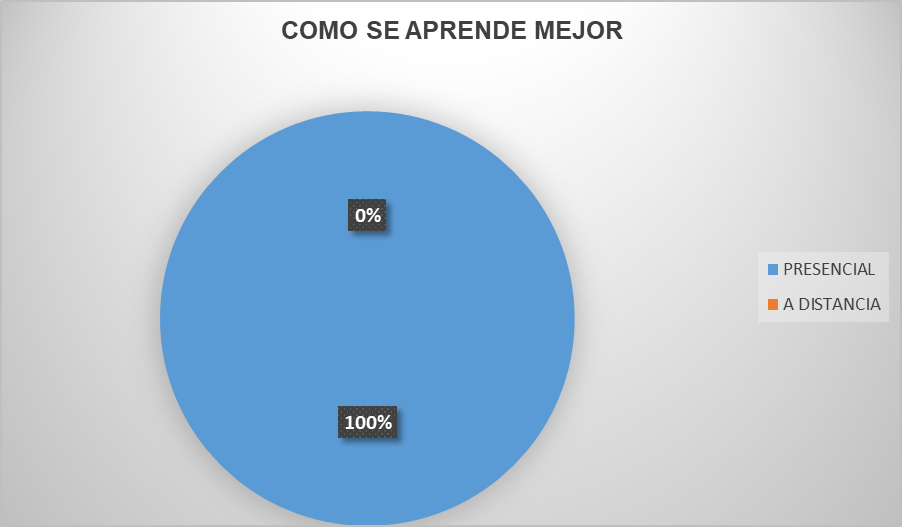 COMO SE APRENDE MEJOR
0%
PRESENCIAL
A DISTANCIA
100%